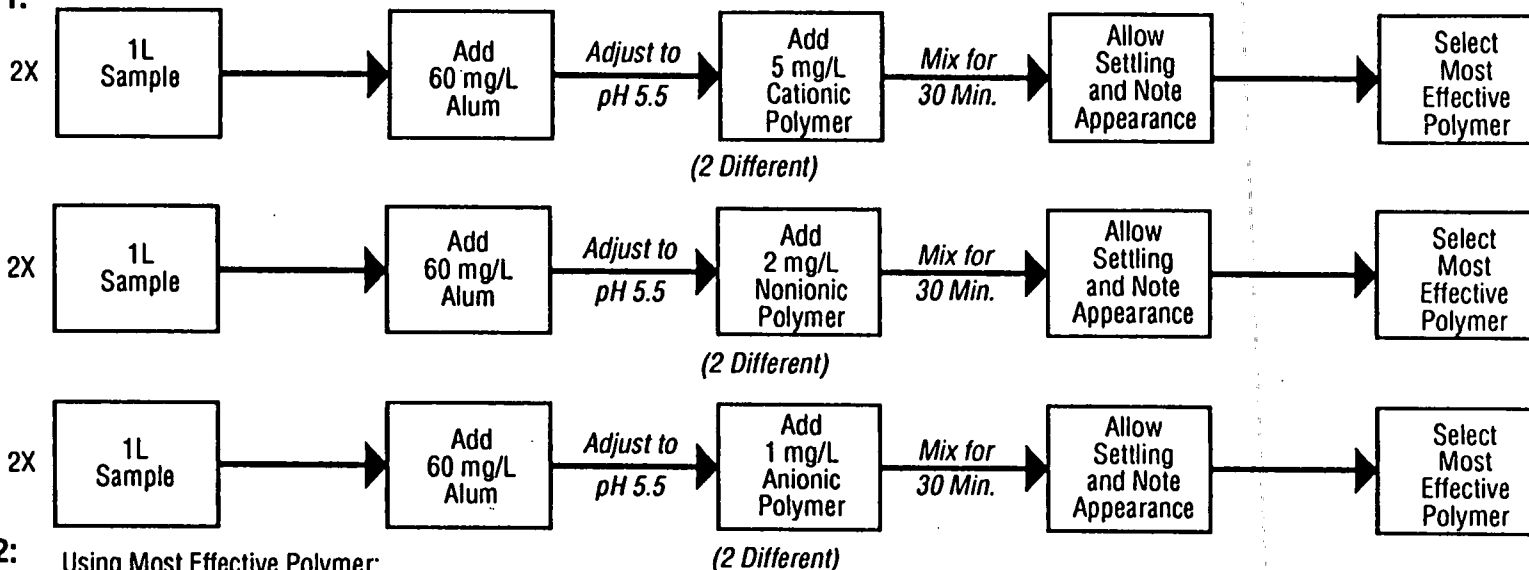 1:
2X
1L
Sample
Add
60 mg/L
Alum
Adjust to
pH 5.5
Add
5 mg/L
Cationic
Polymer
(2 Different)
Mix for
30 Min.
Allow
Settling
and Note
Appearance
Select
Most
Effective
Polymer
2X
1L
Sample
Add
60 mg/L
Alum
Adjust to
pH 5.5
Add
2 mg/L
Nonionic
Polymer
(2 Different)
Mix for
30 Min.
Allow
Settling
and Note
Appearance
Select
Most
Effective
Polymer
2X
1L
Sample
Add
60 mg/L
Alum
Adjust to
pH 5.5
Add
1 mg/L
Anionic
Polymer
(2 Different)
Mix for
30 Min.
Allow
Settling
and Note
Appearance
Select
Most
Effective
Polymer
2:
Using Most Effective Polymer: